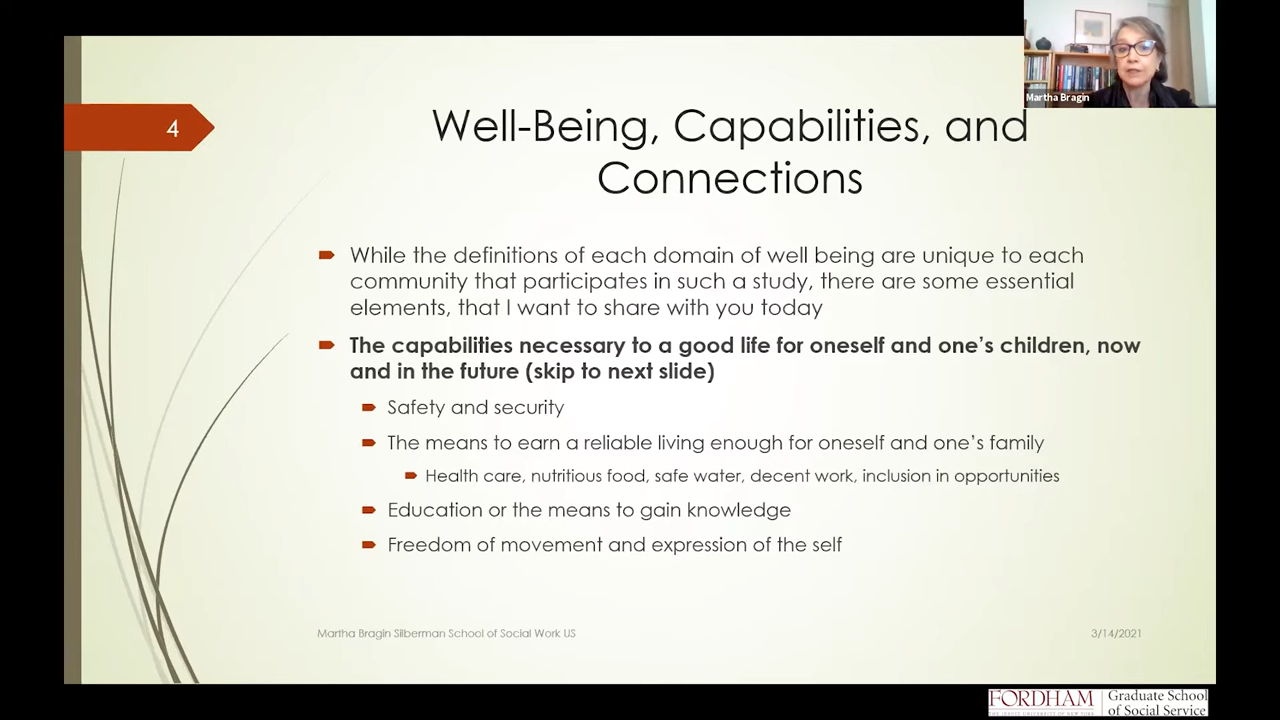 Martha Bragin
4
Well-Being, Capabilities, and
Connections
While the definitions of each domain of well being are unique to each
community that participates in such a study, there are some essential
elements, that I want to share with you today
The capabilities necessary to a good life for oneself and one's children, now
and in the future (skip to next slide)
Safety and security
The means to earn a reliable living enough for oneself and one's family
Health care, nutritious food, safe water, decent work, inclusion in opportunities
Education or the means to gain knowledge
Freedom of movement and expression of the self
Martha Bragin Silberman School of Social Work US
3/14/2021
FORDHAM
THE JESUIT UNIVERSITY OF NEW YORK
Graduate School
of Social Service